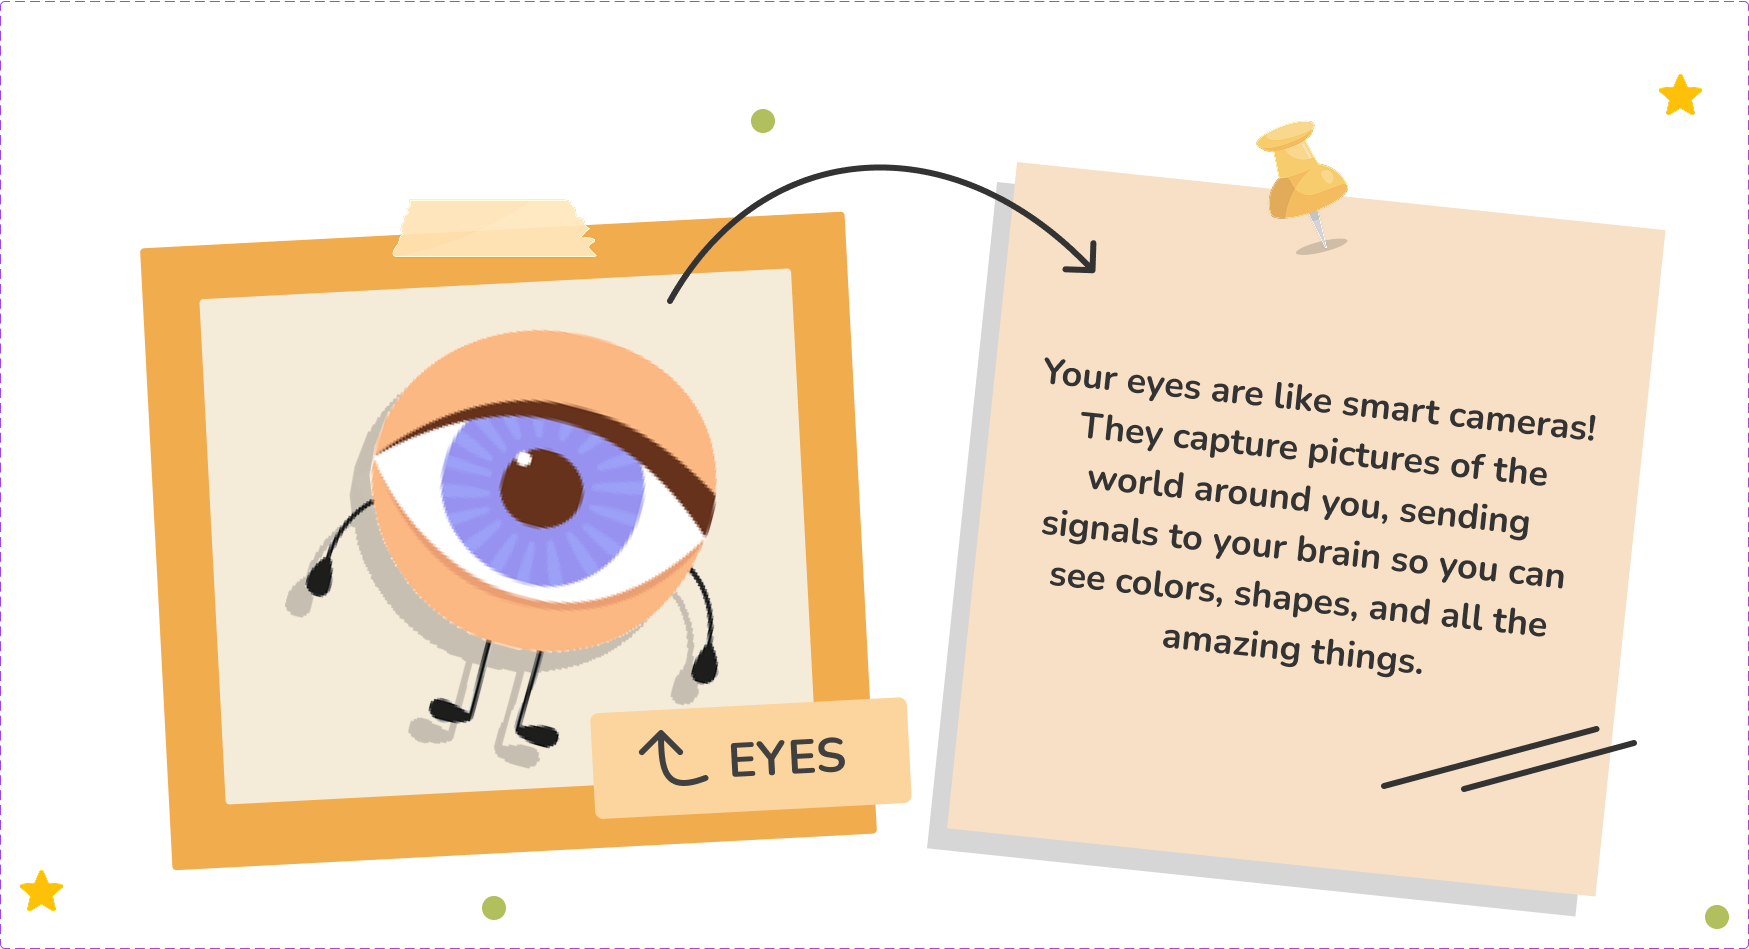 EYES
Your eyes are like smart cameras!
They capture pictures of the
world around you, sending
signals to your brain so you can
see colors, shapes, and all the
amazing things.